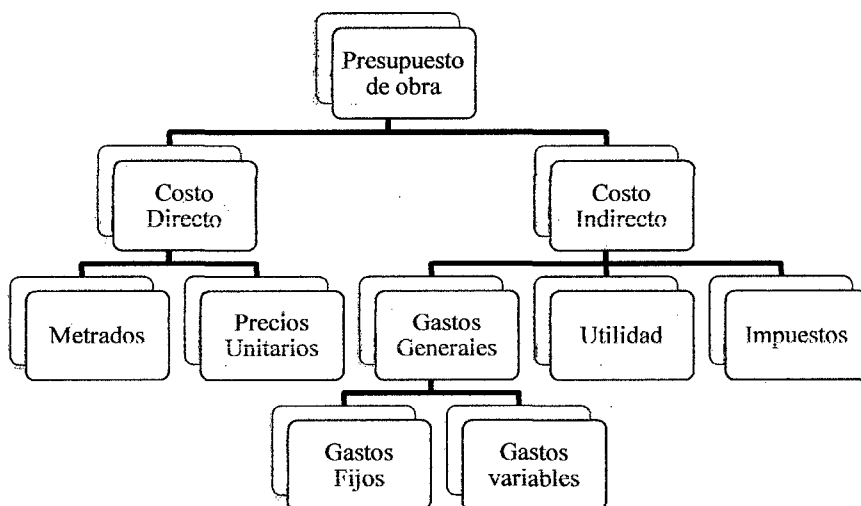 Presupuesto
de obra
Costo
Directo
Costo
Indirecto
Metrados
Precios
Unitarios
Gastos
Generales
Utilidad
Impuestos
Gastos
Fijos
Gastos
variables